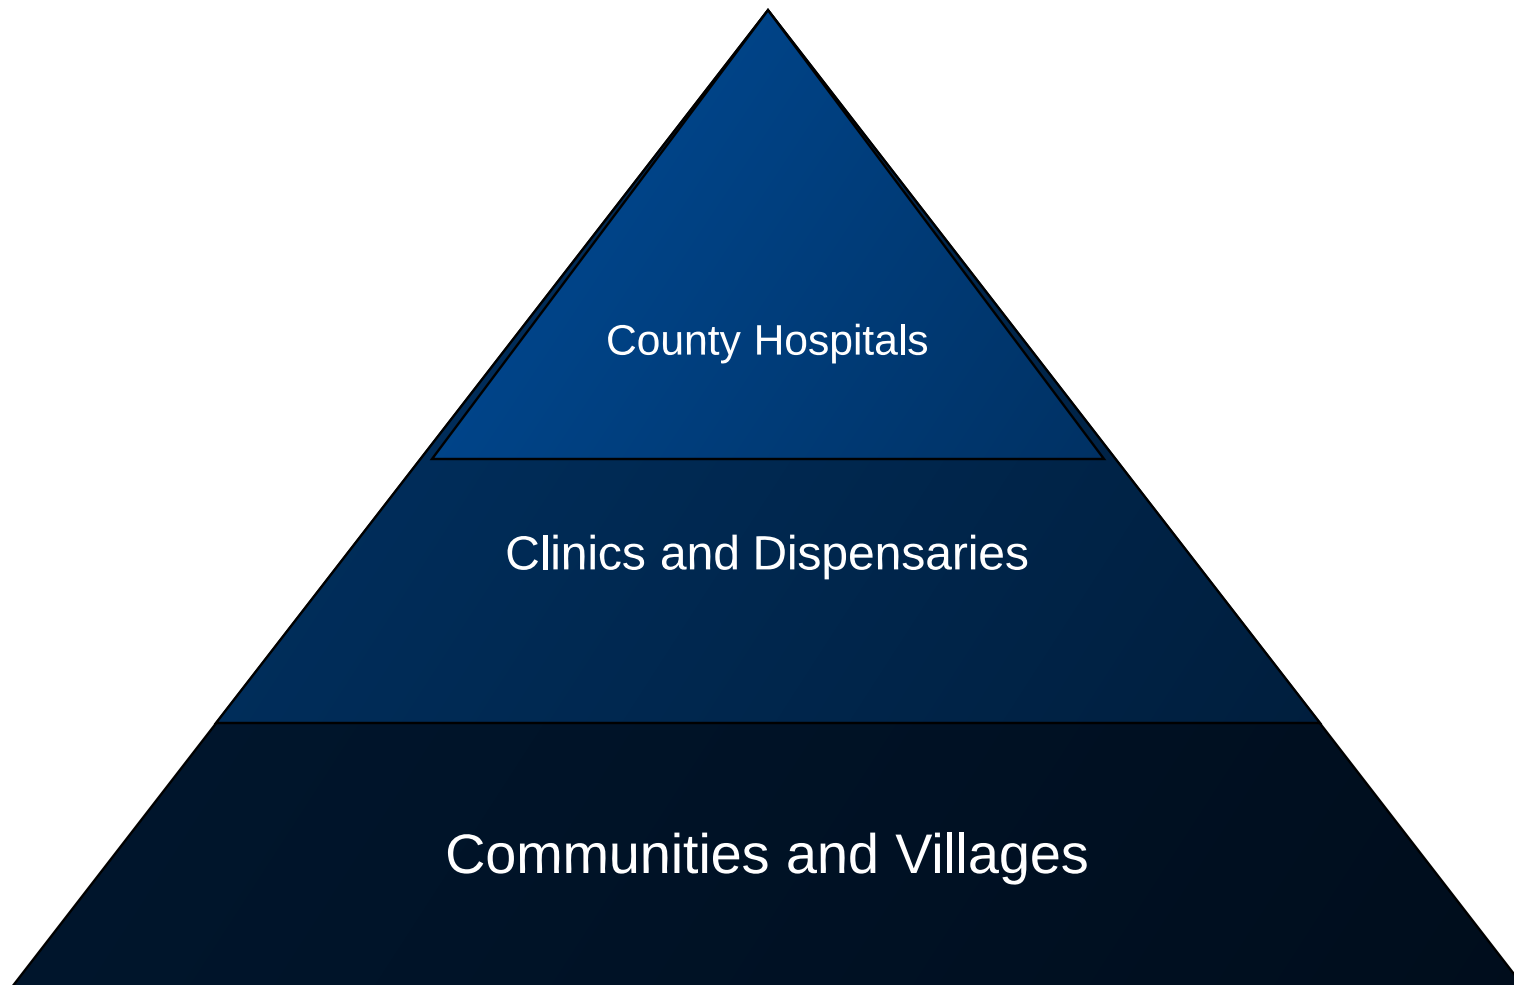 County Hospitals
Clinics and Dispensaries
Communities and Villages